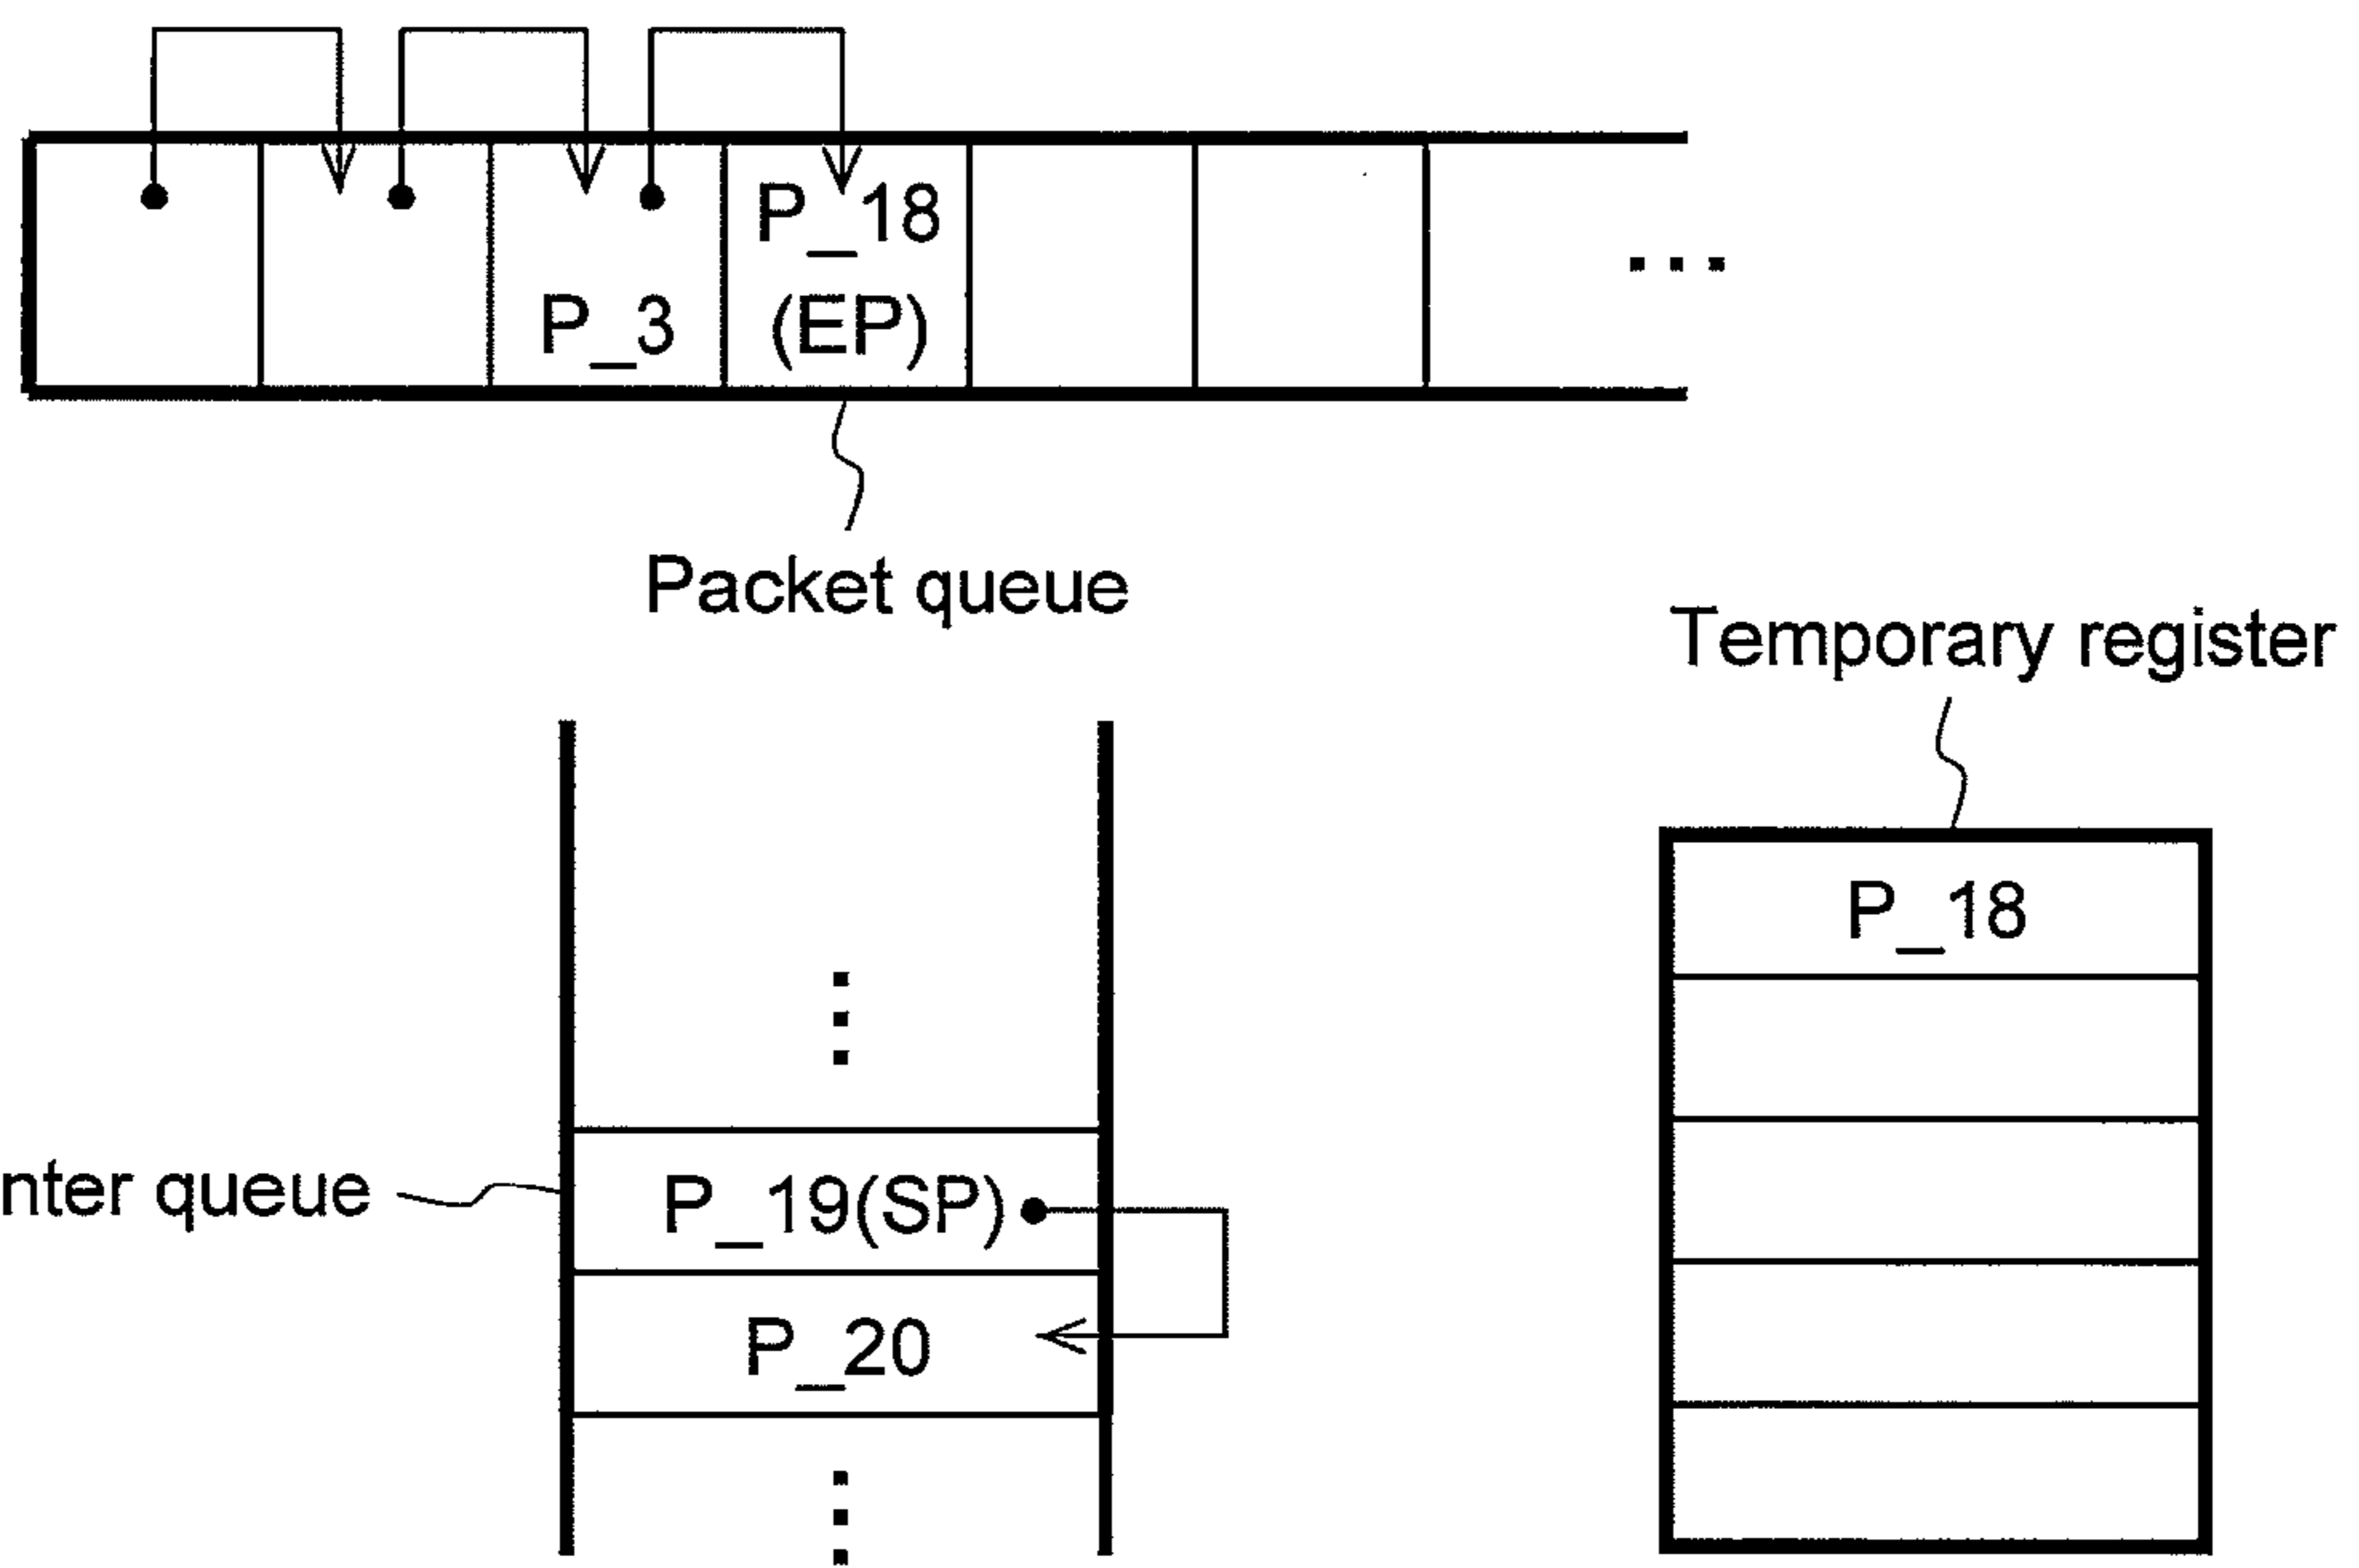 P_18
P_3
(EP)
...
Packet queue
Temporary register
P_18
nter queue
P_19(SP)
P_20